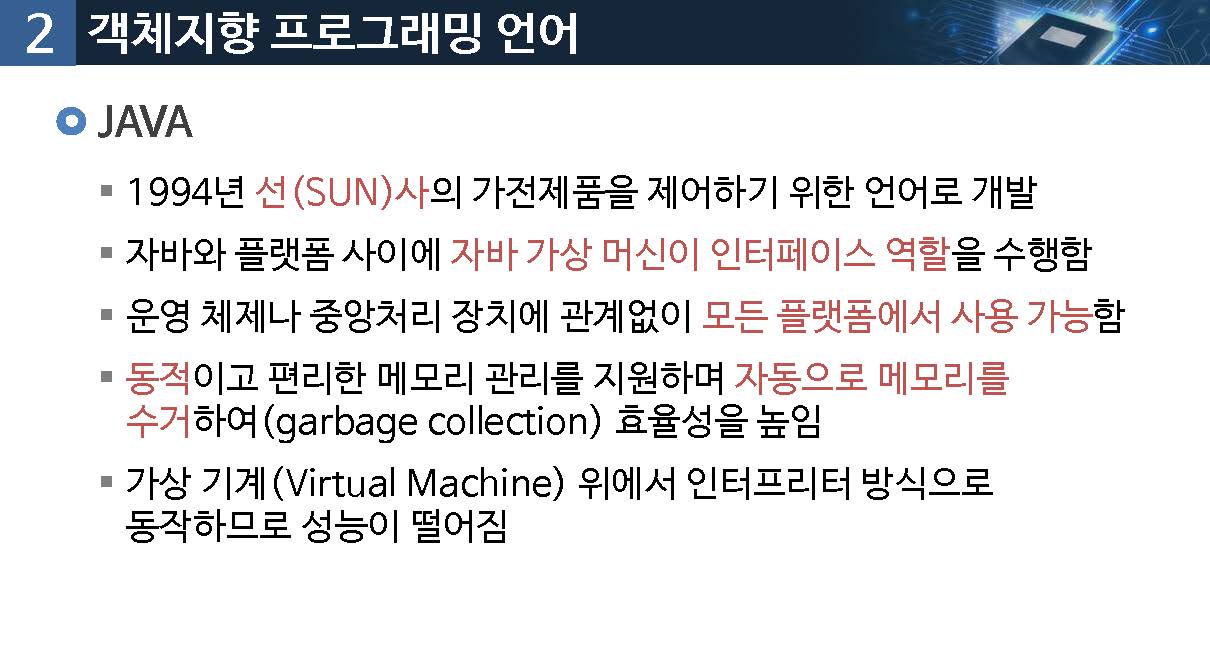 2 객체지향 프로그래밍 언어
JAVA
1994년 선(SUN)사의 가전제품을 제어하기 위한 언어로 개발
자바와 플랫폼 사이에 자바 가상 머신이 인터페이스 역할을 수행함
운영 체제나 중앙처리 장치에 관계없이 모든 플랫폼에서 사용 가능함
동적이고 편리한 메모리 관리를 지원하며 자동으로 메모리를
수거하여(garbage collection) 효율성을 높임
가상 기계(Virtual Machine) 위에서 인터프리터 방식으로
동작하므로 성능이 떨어짐